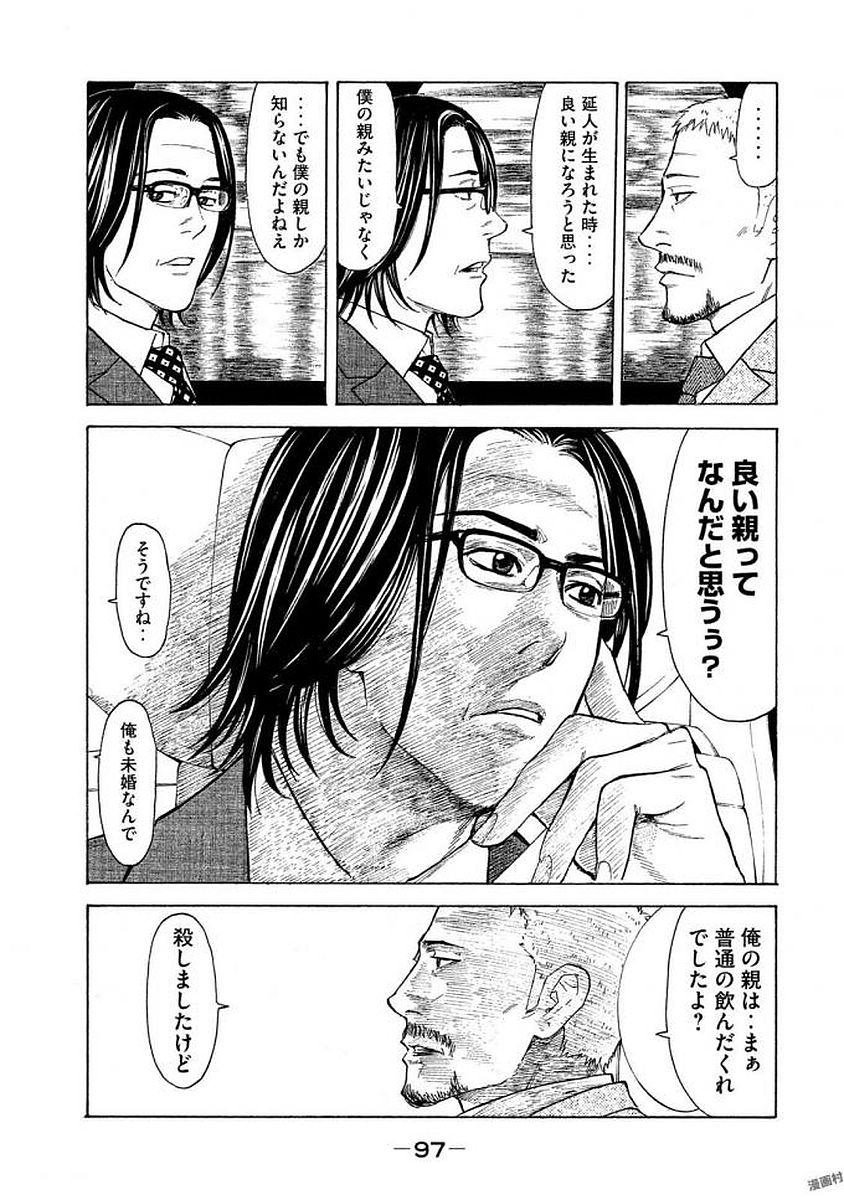 ‥‥‥
延人が生まれた時‥‥
良い親になろうと思った
僕の親みたいじゃなく
‥‥でも僕の親しか
知らないんだよねえ
良い親って
なんだと思うぅ？
そうですね‥
俺も未婚なんで
俺の親は‥まぁ
普通の飲んだくれ
でしたよ？
殺しましたけど
－97－
漫画村